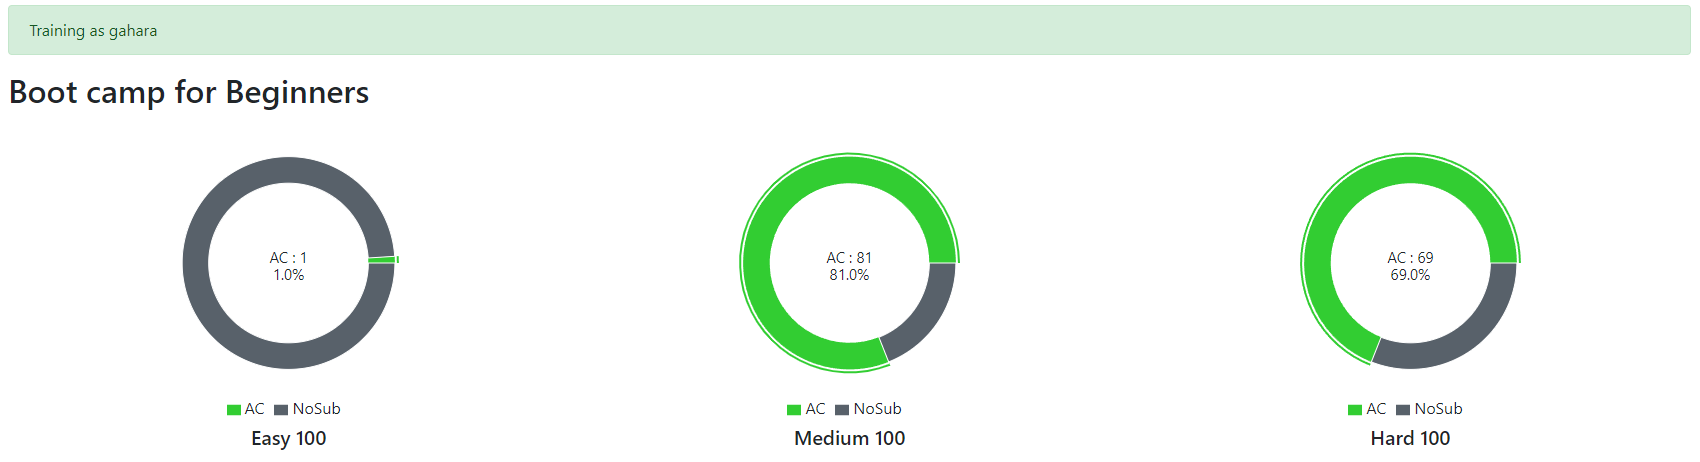 Training as gahara
Boot camp for Beginners
AC : 1
1.0%
AC NoSub
Easy 100
AC : 81
81.0%
AC NoSub
Medium 100
AC : 69
69.0%
AC NoSub
Hard 100